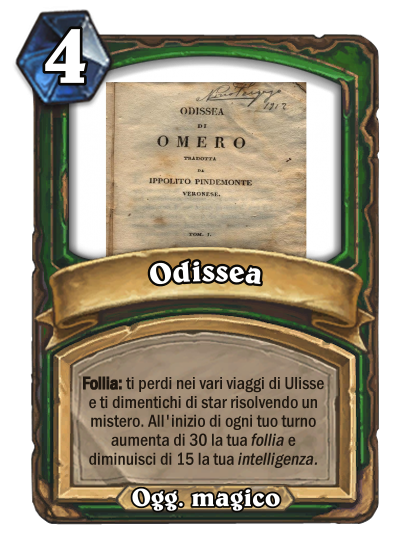 4
1912
ODISSEA
DI
OMERO
TRADOTTA
DA
IPPOLITO PINDEMONTE
VERONESE.
TOM. I.
Odissea
Follia: ti perdi nei vari viaggi di Ulisse
e ti dimentichi di star risolvendo un
mistero. All'inizio di ogni tuo turno
aumenta di 30 la tua follia e
diminuisci di 15 la tua intelligenza.
Ogg. magico